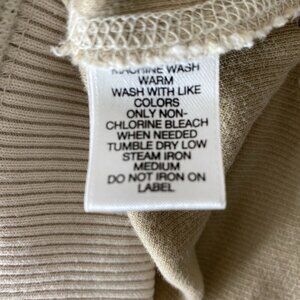 MACHINE WASH
WARM
WASH WITH LIKE
COLORS
ONLY NON-
CHLORINE BLEACH
WHEN NEEDED
TUMBLE DRY LOW
STEAM IRON
MEDIUM
DO NOT IRON ON
LABEL